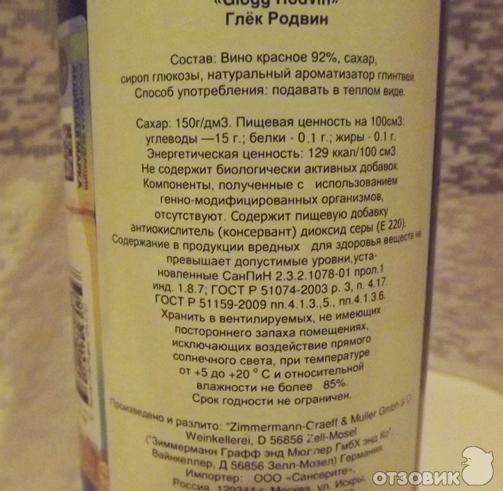 "Glogg Rodvin"
Глёк Родвин
Состав: Вино красное 92%, сахар,
сироп глюкозы, натуральный ароматизатор глинтвей.
Способ употребления: подавать в теплом виде.
Сахар: 150г/дм3. Пищевая ценность на 100см3:
углеводы —15 г.; белки - 0.1 г.; жиры - 0.1 г.
Энергетическая ценность: 129 ккал/100 см3
Не содержит биологически активных добавок.
Компоненты, полученные с использованием
генно-модифицированных организмов,
отсутствуют. Содержит пищевую добавку
антиокислитель (консервант) диоксид серы (Е 220).
Содержание в продукции вредных для здоровья веществ не
превышает допустимые уровни,уста-
новленные СанПиН 2.3.2.1078-01 прол.1
инд. 1.8.7; ГОСТ Р 51074-2003 р. 3, п. 4.17.
ГОСТ Р 51159-2009 пп.4.1.3.,5., пп.4.1.3.6.
Хранить в вентилируемых, не имеющих
постороннего запаха помещениях,
исключающих воздействие прямого
солнечного света, при температуре
от +5 до +20 °С и относительной
влажности не более 85%.
Срок годности не ограничен.
Произведено и разлито: "Zimmermann-Graeff & Muller GmbH & Co
Weinkellerei, D 56856 Zell-Mosel
("Зиммерманн Графф энд Мюллер ГмбХ энд Ко"
Вайнкеллер, Д 56856 Зелл-Мозел) Германия.
Импортер: ООО «Сансерите».
Россия, 129344 г. Москва, ул. Искры,
ОТЗОВИК